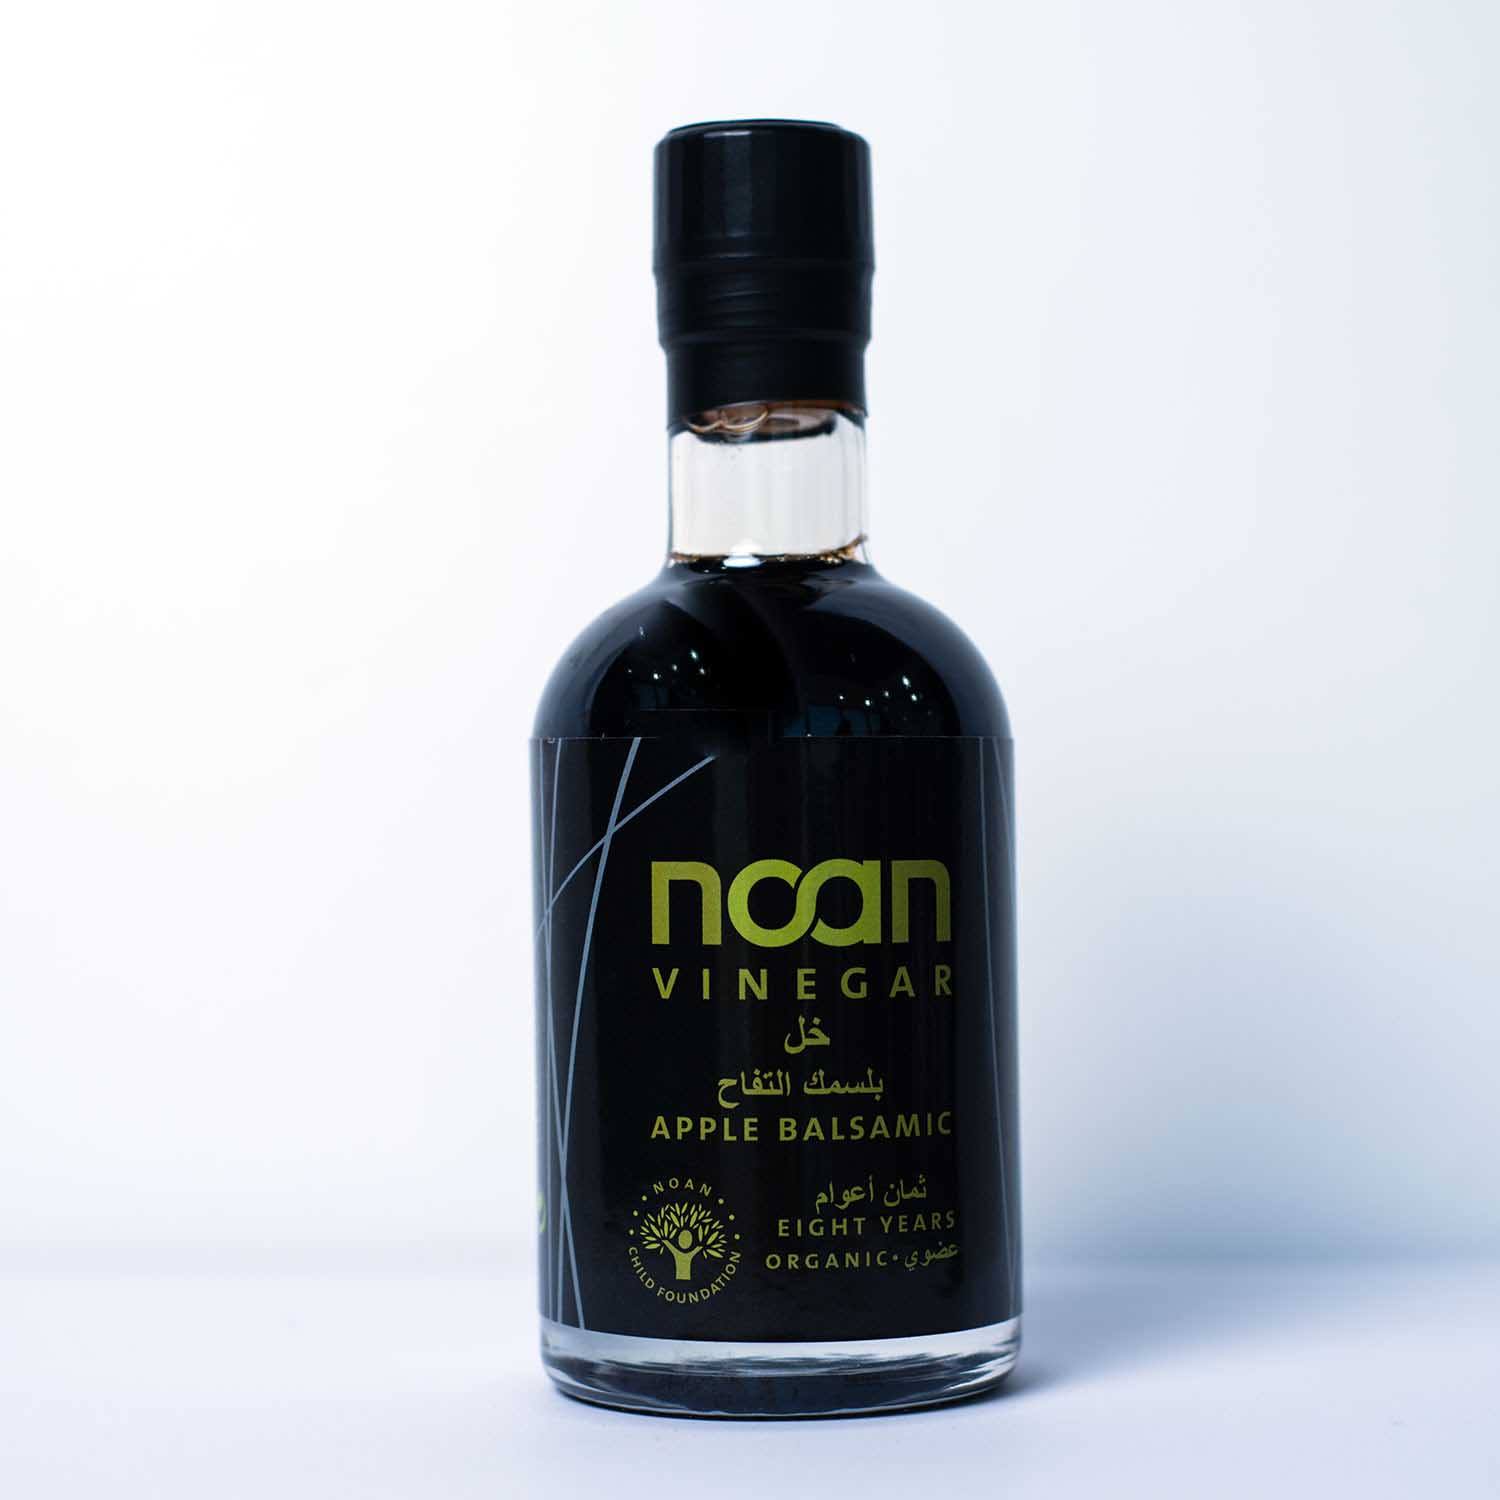 noan
VINEGAR
خل
بلسمك التفاح
APPLE BALSAMIC
NOAN
CHILD FOUNDATION
ثمان أعوام
EIGHT YEARS
ORGANIC • عضوي